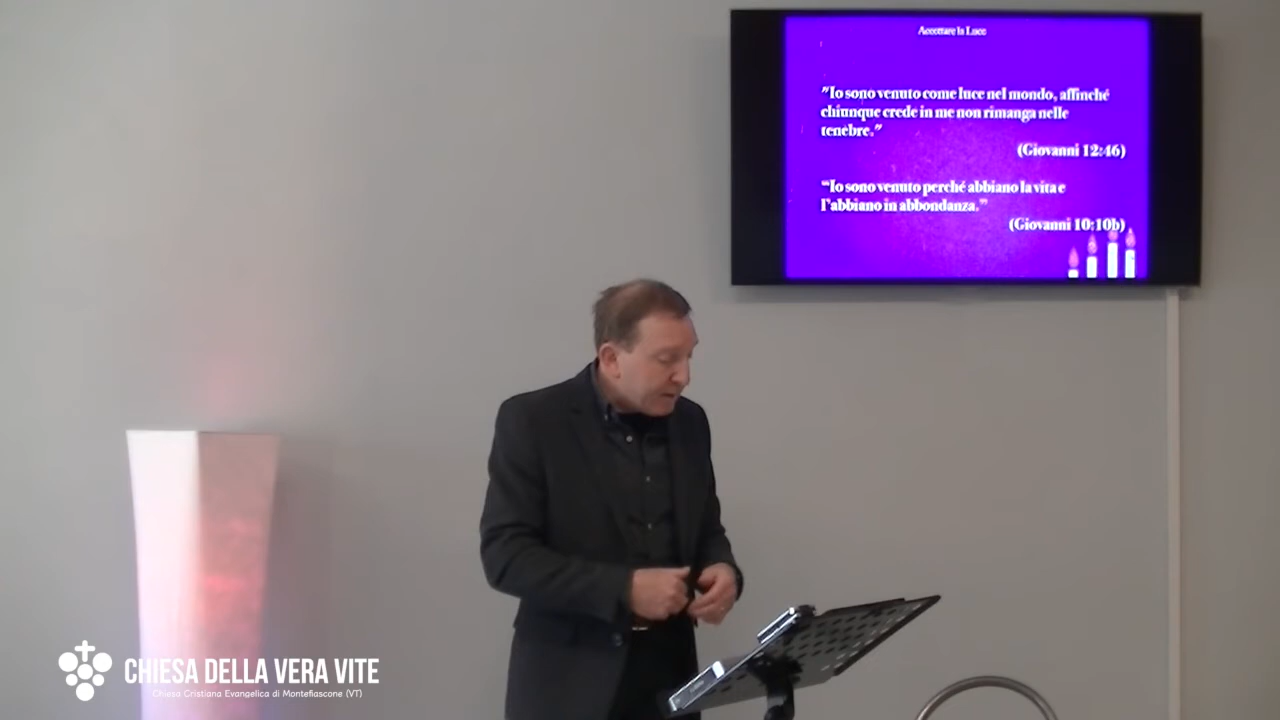 Accettare la Luce
"Io sono venuto come luce nel mondo, affinché
chiunque crede in me non rimanga nelle
tenebre."
(Giovanni 12:46)
“Io sono venuto perché abbiano la vita e
l'abbiano in abbondanza.”
(Giovanni 10:10b)
CHIESA DELLA VERA VITE
Chiesa Cristiana Evangelica di Montefiascone (VT)